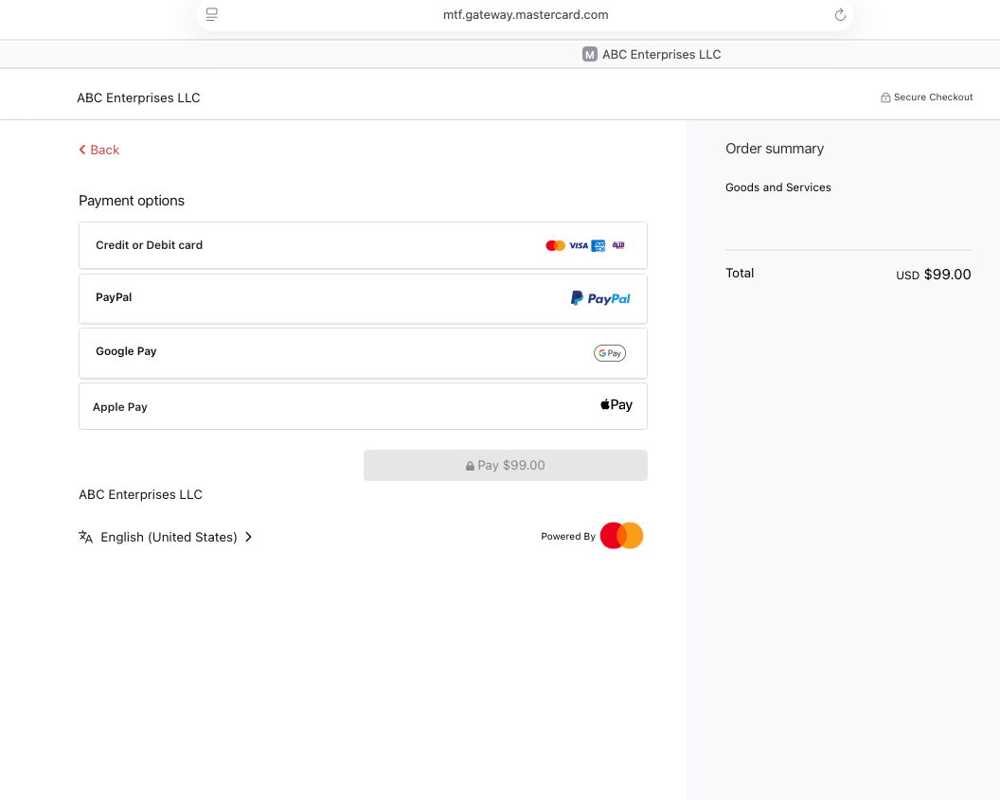 mtf.gateway.mastercard.com
M ABC Enterprises LLC
ABC Enterprises LLC
Secure Checkout
Back
Payment options
Credit or Debit card
VISA
PayPal
PayPal
Google Pay
G Pay
Apple Pay
Pay
Pay $99.00
ABC Enterprises LLC
English (United States)
Powered By
Order summary
Goods and Services
Total
USD $99.00